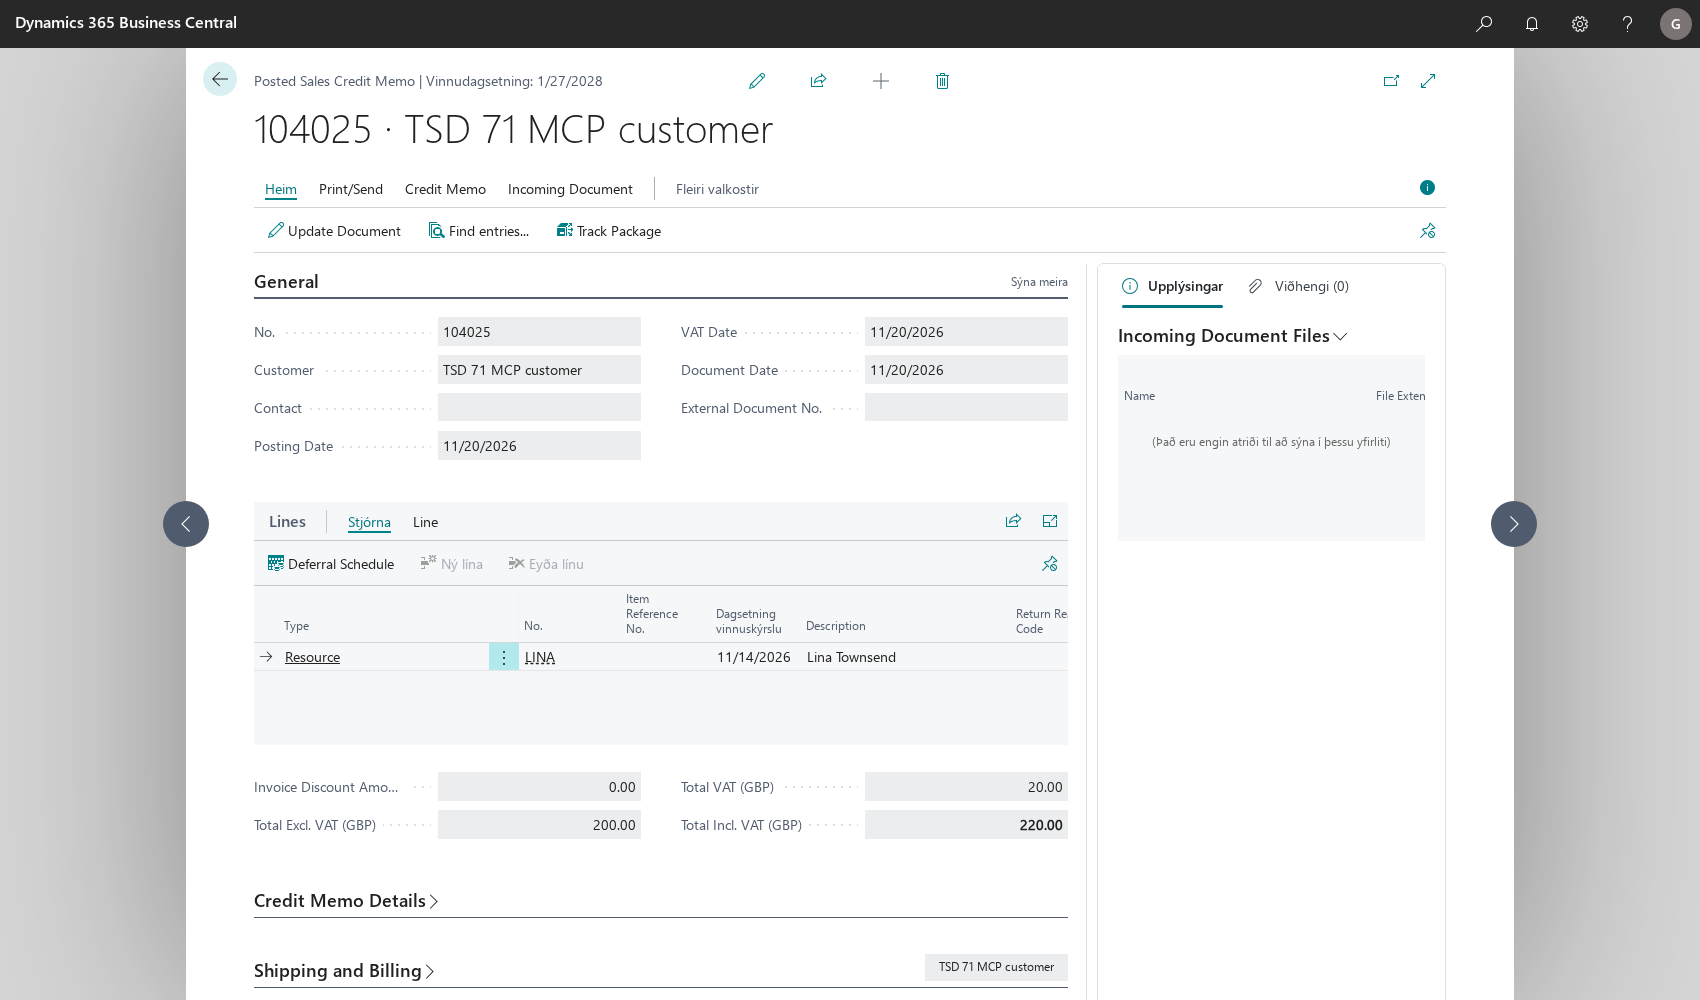 Dynamics 365 Business Central
G
Posted Sales Credit Memo | Vinnudagsetning: 1/27/2028
104025 · TSD 71 MCP customer
Heim Print/Send Credit Memo Incoming Document Fleiri valkostir
Update Document Find entries... Track Package
General Sýna meira
No. 104025 VAT Date 11/20/2026
Customer TSD 71 MCP customer Document Date 11/20/2026
Contact External Document No.
Posting Date 11/20/2026
Upplýsingar Viðhengi (0)
Incoming Document Files
Name File Exten
(Það eru engin atriði til að sýna í þessu yfirliti)
Lines Stjórna Line
Deferral Schedule Ný lína Eyða línu
Type No. Item Reference No. Dagsetning vinnuskýrslu Description Return Re Code
Resource LINA 11/14/2026 Lina Townsend
Invoice Discount Amo... 0.00 Total VAT (GBP) 20.00
Total Excl. VAT (GBP) 200.00 Total Incl. VAT (GBP) 220.00
Credit Memo Details
Shipping and Billing TSD 71 MCP customer